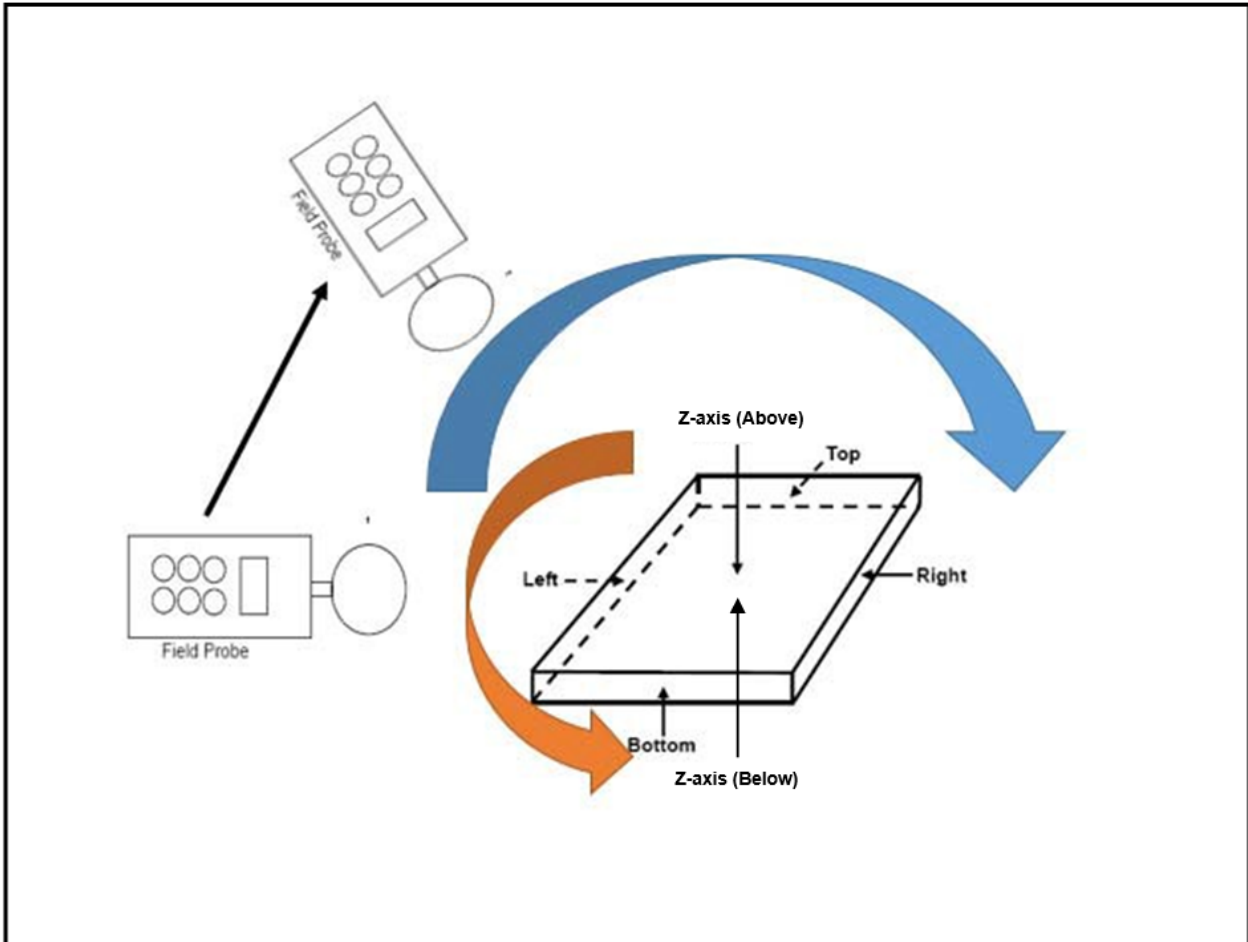 Field Probe
Z-axis (Above)
Top
Left
Right
Field Probe
Bottom
Z-axis (Below)